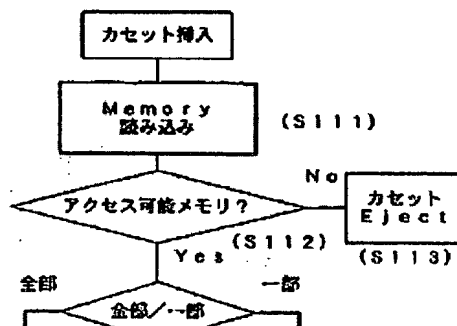 カセット挿入
Memory
読み込み
(S111)
アクセス可能メモリ?
No
カセット
Eject
(S113)
Yes
(S112)
全部
一部
全部/一部